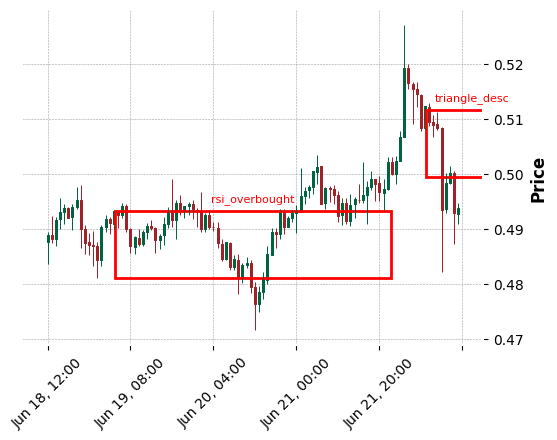 0.52
triangle_desc
0.51
0.50
Price
rsi_overbought
0.49
0.48
0.47
Jun 18, 12:00
Jun 19, 08:00
Jun 20, 04:00
Jun 21, 00:00
Jun 21, 20:00